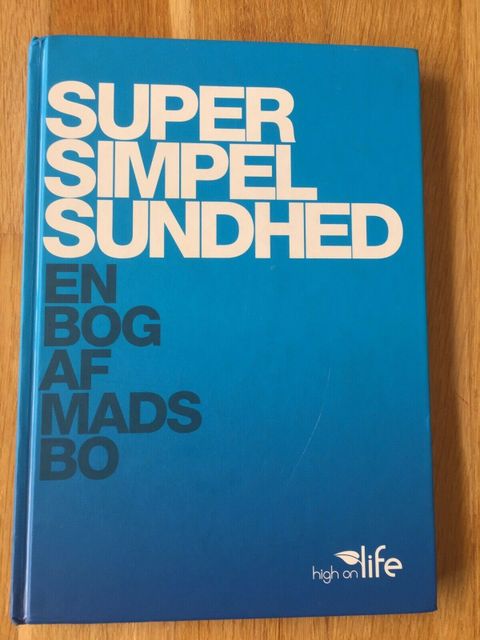 SUPER
SIMPEL
SUNDHED
EN
BOG
AF
MADS
BO
high on life